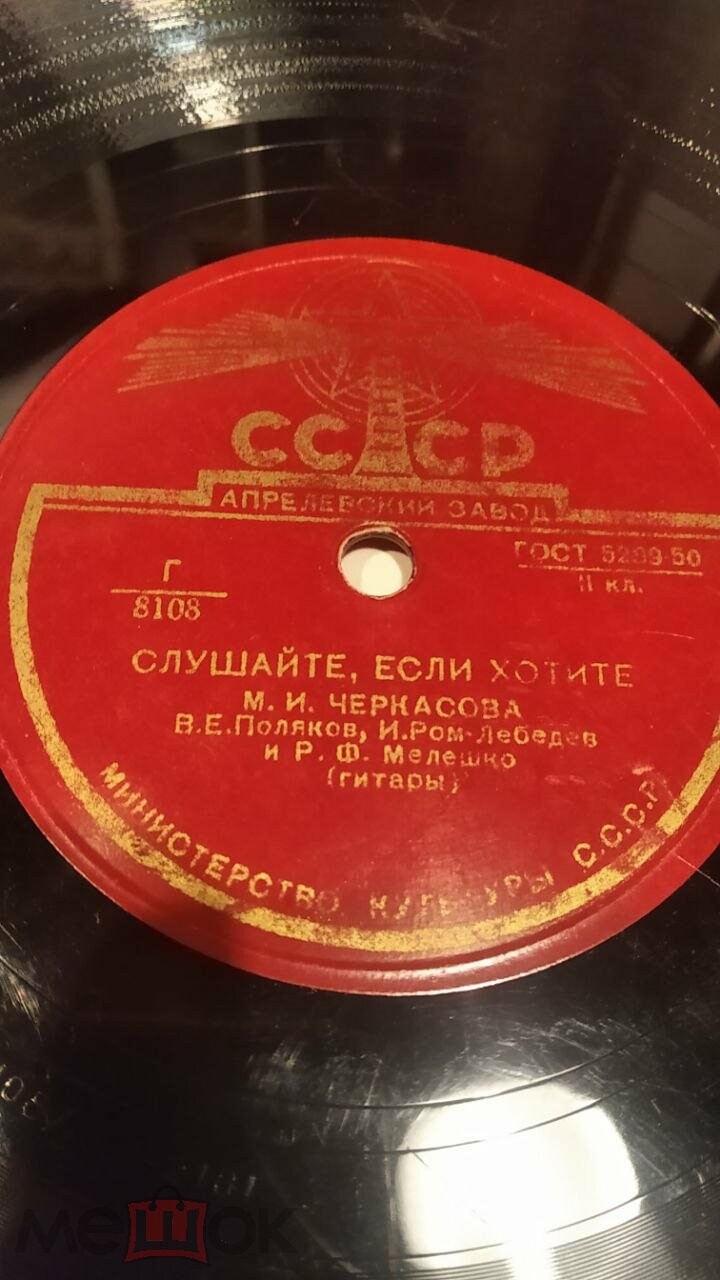 СССР
АПРЕЛЕВСКИЙ ЗАВОД
ГОСТ 5289-50
II кл.
Г
8108
СЛУШАЙТЕ, ЕСЛИ ХОТИТЕ
М. И. ЧЕРКАСОВА
В.Е.Поляков, И.Ром-Лебедев
и Р. Ф. Мелешко
(гитары)
МИНИСТЕРСТВО КУЛЬТУРЫ С.С.С.Р.
мешок